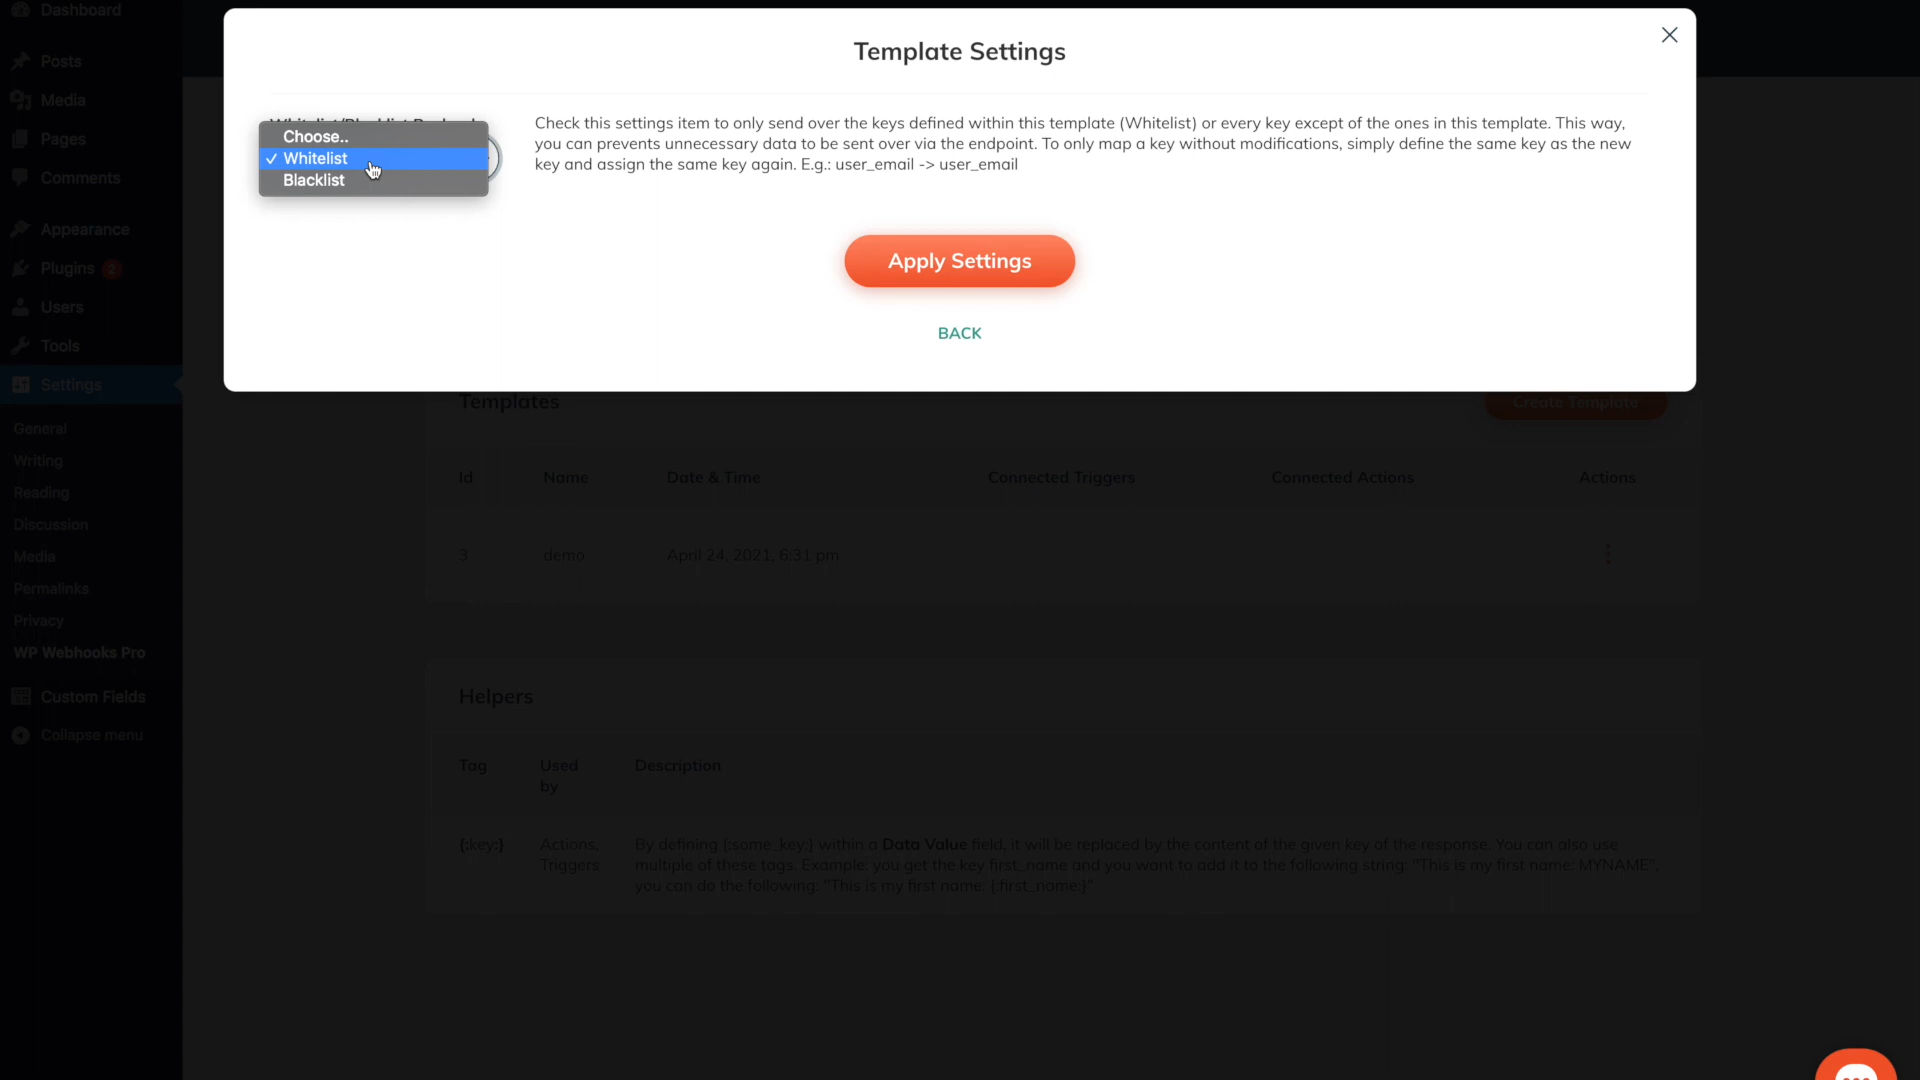 Dashboard
Posts
Media
Pages
Comments
Appearance
Plugins 2
Users
Tools
Settings
General
Writing
Reading
Discussion
Media
Permalinks
Privacy
WP Webhooks Pro
Custom Fields
Collapse menu
Template Settings
Choose..
✓ Whitelist
Blacklist
Check this settings item to only send over the keys defined within this template (Whitelist) or every key except of the ones in this template. This way,
you can prevents unnecessary data to be sent over via the endpoint. To only map a key without modifications, simply define the same key as the new
key and assign the same key again. E.g.: user_email -> user_email
Apply Settings
BACK
Templates
Create Template
Id Name Date & Time Connected Triggers Connected Actions Actions
3 demo April 24, 2021, 6:31 pm
Helpers
Tag Used by Description
{:key:} Actions, Triggers
By defining {:some_key:} within a Data Value field, it will be replaced by the content of the given key of the response. You can also use
multiple of these tags. Example: you get the key first_name and you want to add it to the following string: "This is my first name: MYNAME",
you can do the following: "This is my first name: {:first_name:}"